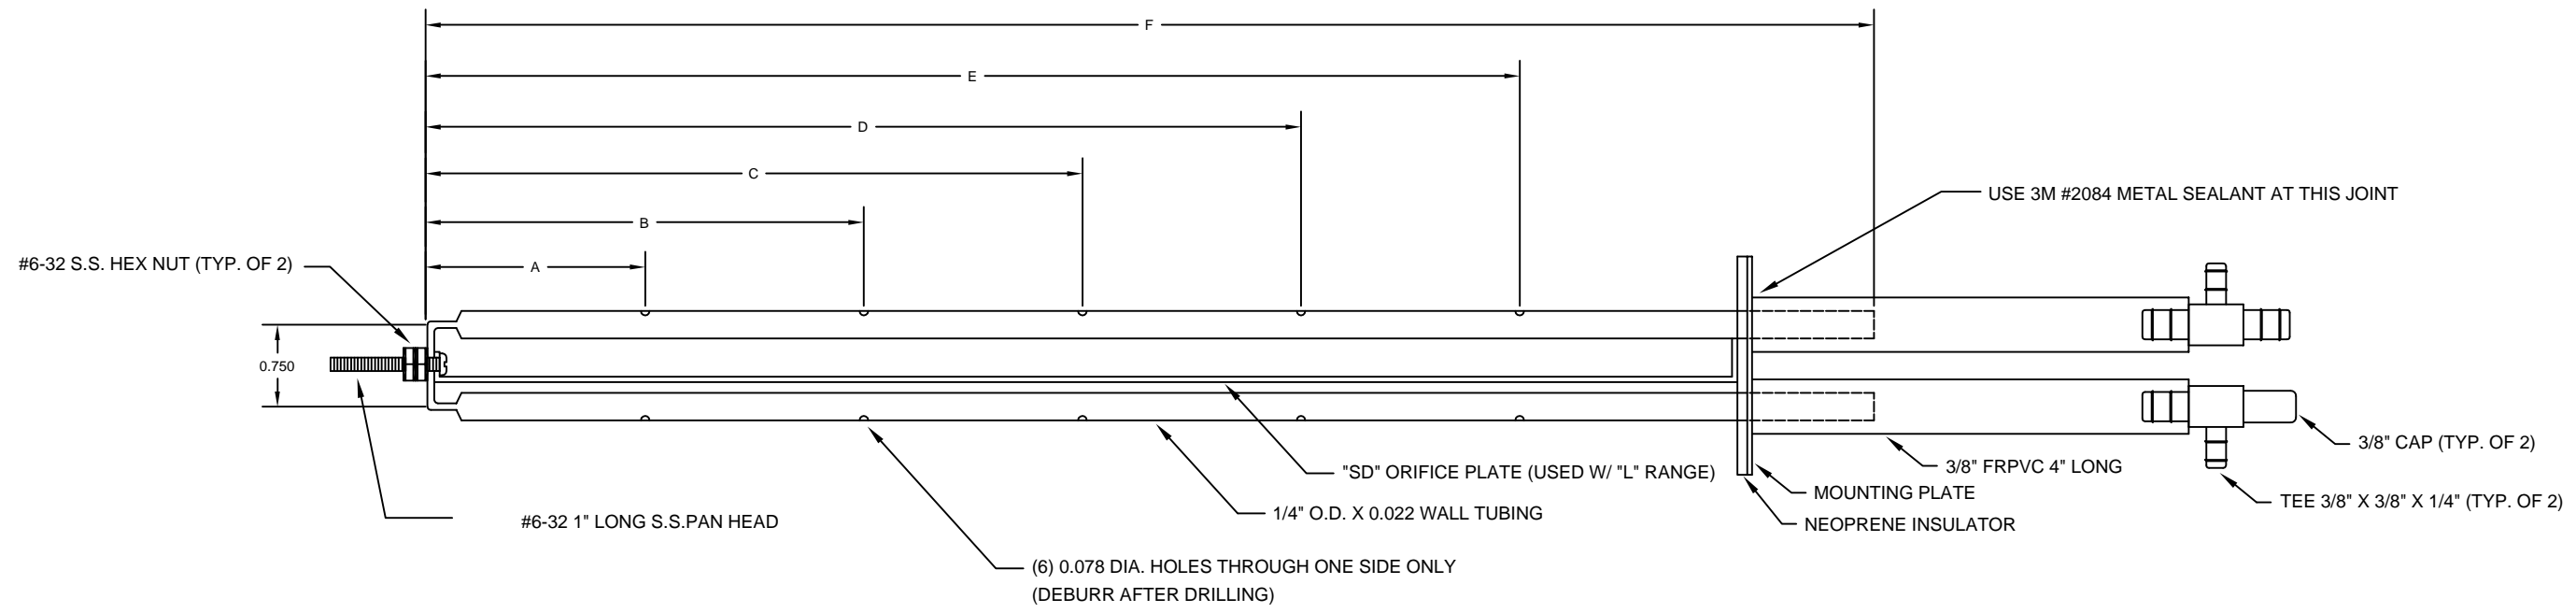 F
E
D
C
B
A
USE 3M #2084 METAL SEALANT AT THIS JOINT
#6-32 S.S. HEX NUT (TYP. OF 2)
0.750
3/8" CAP (TYP. OF 2)
"SD" ORIFICE PLATE (USED W/ "L" RANGE)
3/8" FRPVC 4" LONG
MOUNTING PLATE
TEE 3/8" X 3/8" X 1/4" (TYP. OF 2)
#6-32 1" LONG S.S.PAN HEAD
1/4" O.D. X 0.022 WALL TUBING
NEOPRENE INSULATOR
(6) 0.078 DIA. HOLES THROUGH ONE SIDE ONLY
(DEBURR AFTER DRILLING)